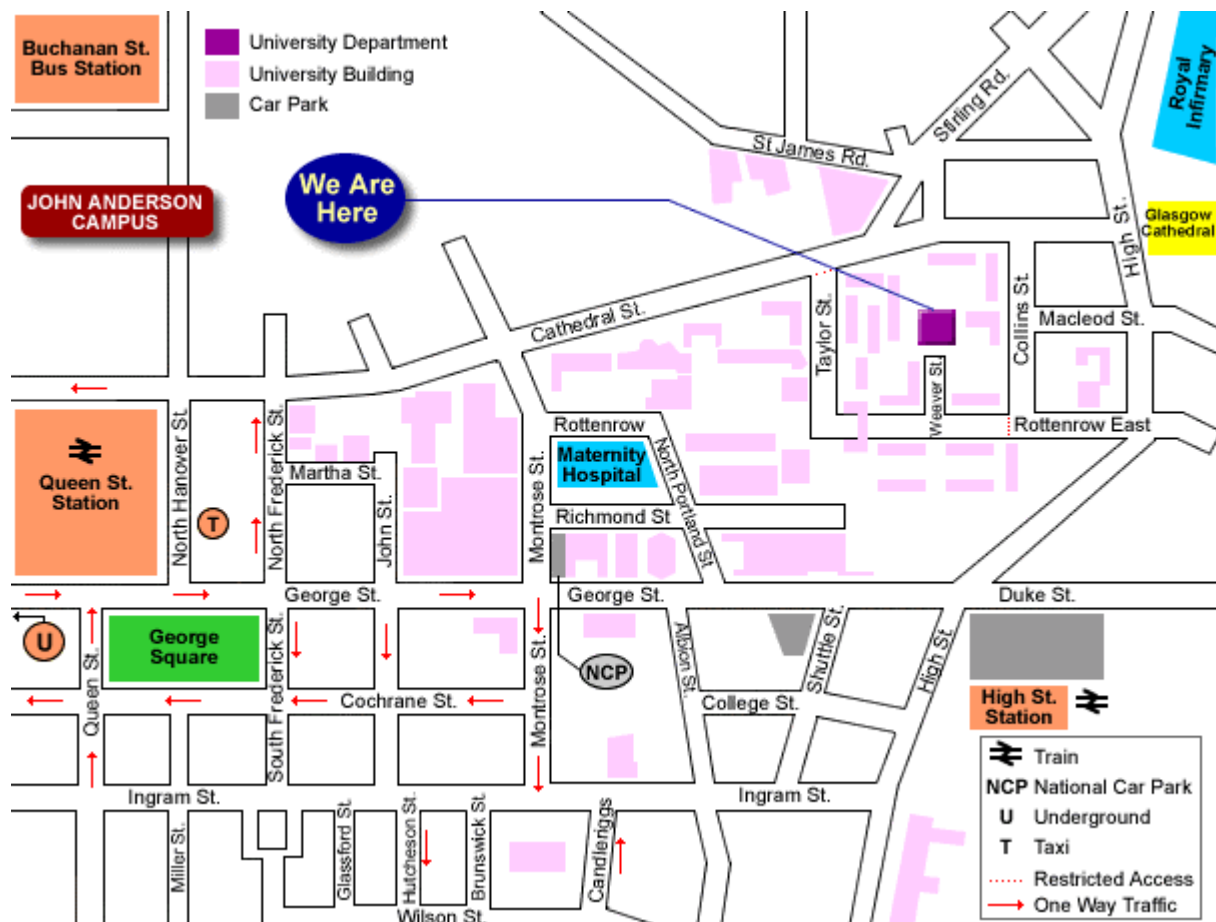 Buchanan St.
Bus Station
University Department
University Building
Car Park
Royal
Infirmary
Stirling Rd.
St James Rd.
We Are
Here
JOHN ANDERSON
CAMPUS
Glasgow
Cathedral
High St.
Cathedral St.
Taylor St.
Collins St.
Macleod St.
Weaver St.
Rottenrow
Rottenrow East
Maternity
Hospital
North Portland St
Queen St.
Station
North Hanover St.
T
North Frederick St.
Martha St.
John St.
Montrose St.
Richmond St
George St.
George St.
Duke St.
U
George
Square
Queen St.
South Frederick St.
Cochrane St.
Montrose St.
NCP
Albion St.
Shuttle St.
High St.
College St.
High St.
Station
Train
NCP National Car Park
U Underground
T Taxi
Restricted Access
One Way Traffic
Ingram St.
Ingram St.
Miller St.
Glassford St.
Hutcheson St.
Brunswick St.
Candleriggs
Wilson St.